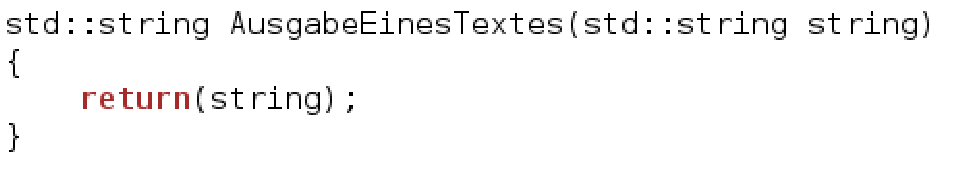 std::string AusgabeEinesTextes(std::string string)
{
    return(string);
}